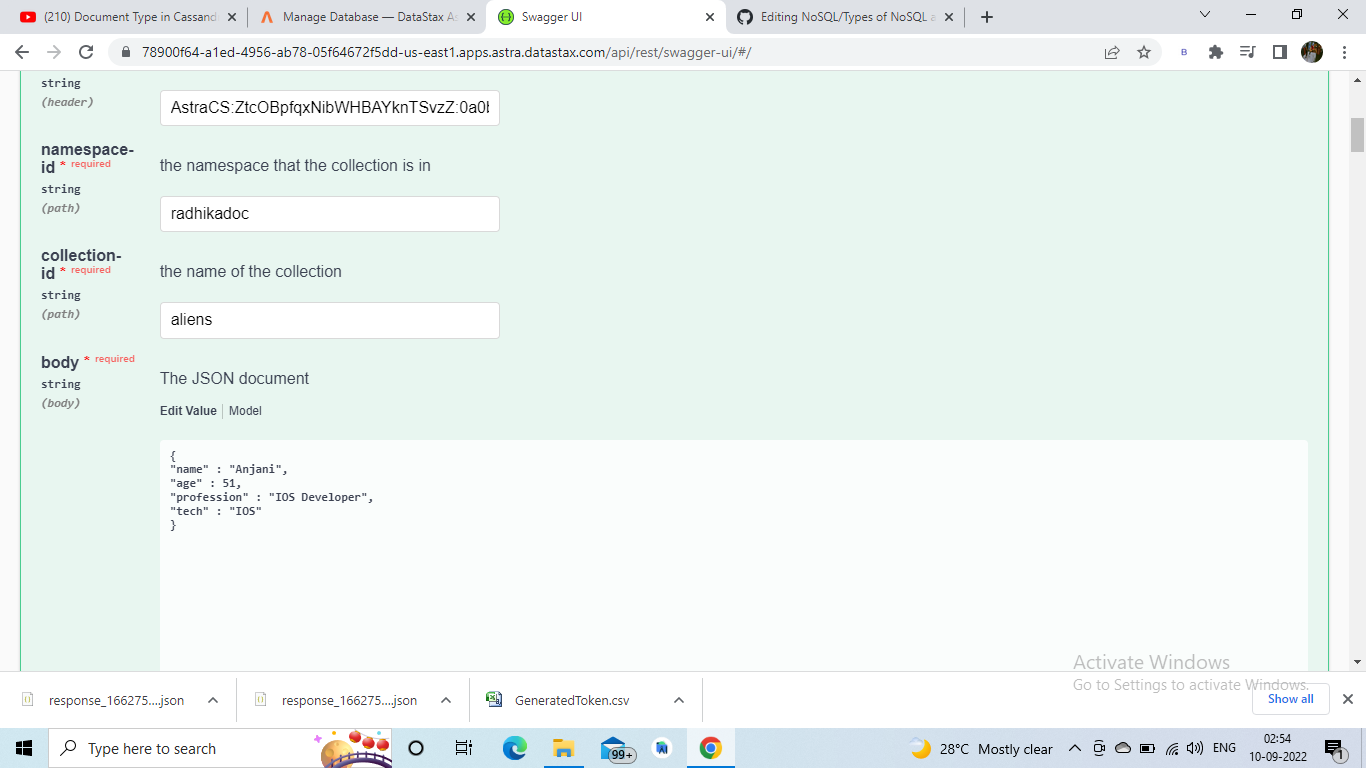 (210) Document Type in Cassand
Manage Database — DataStax As
Swagger UI
Editing NoSQL/Types of NoSQL a
78900f64-a1ed-4956-ab78-05f64672f5dd-us-east1.apps.astra.datastax.com/api/rest/swagger-ui/#/
string
(header)
AstraCS:ZtcOBpfqxNibWHBAYknTSvzZ:0a0b
namespace-
id * required
the namespace that the collection is in
string
(path)
radhikadoc
collection-
id * required
the name of the collection
string
(path)
aliens
body * required
The JSON document
string
(body)
Edit Value | Model
{
"name" : "Anjani",
"age" : 51,
"profession" : "IOS Developer",
"tech" : "IOS"
}
Activate Windows
Go to Settings to activate Windows.
response_166275....json
response_166275....json
GeneratedToken.csv
Show all
Type here to search
99+
28°C Mostly clear
ENG
02:54
10-09-2022
1